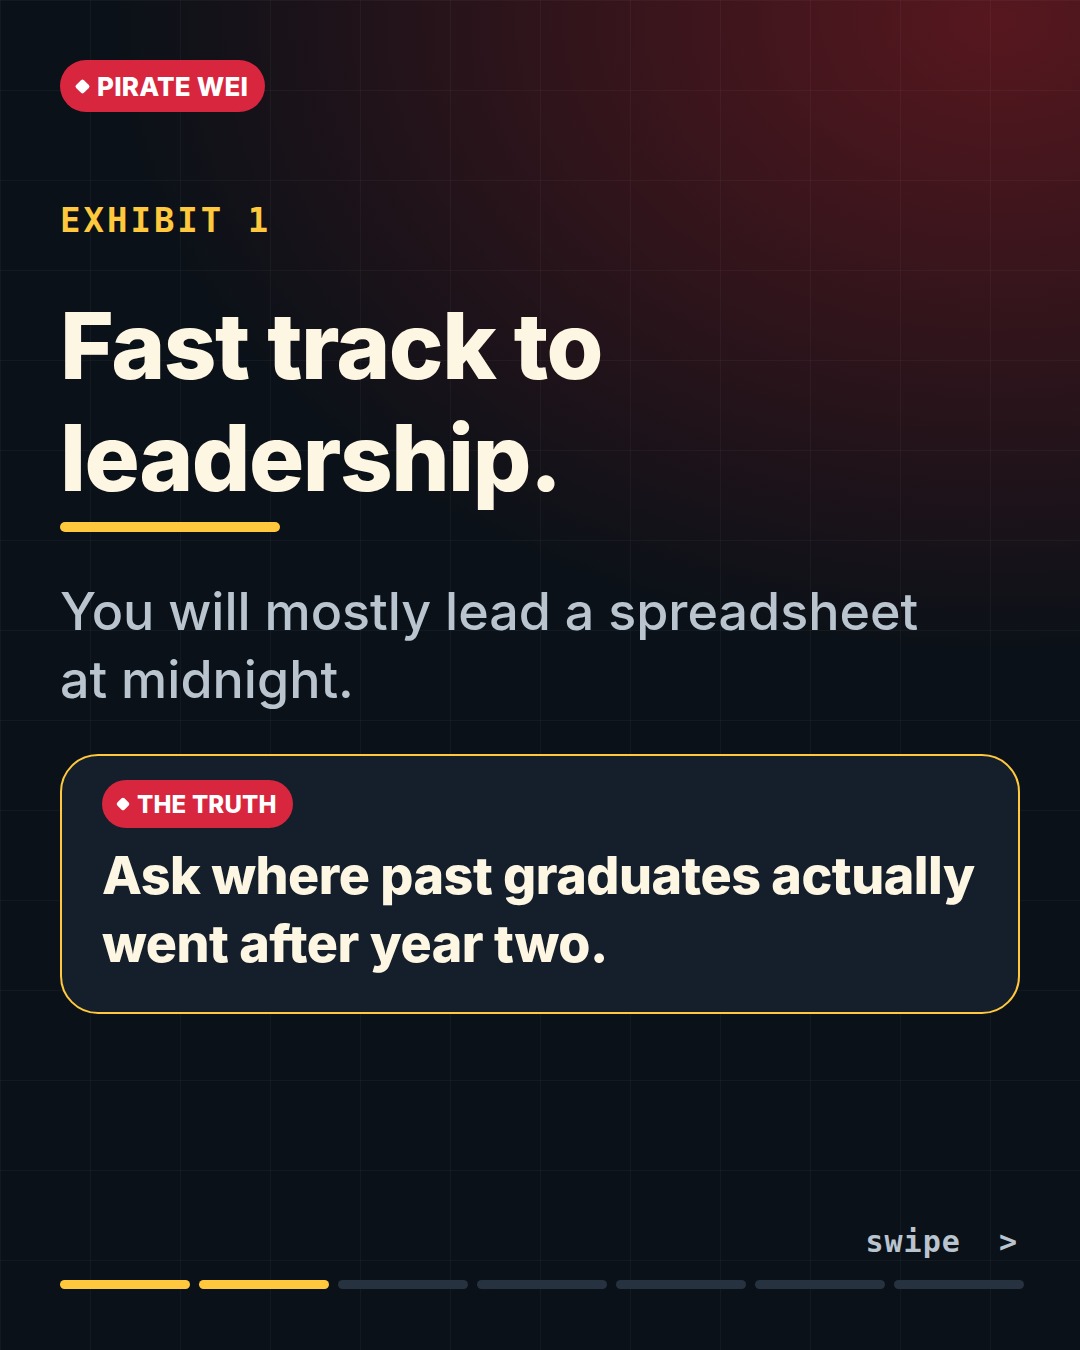 PIRATE WEI
EXHIBIT 1
Fast track to
leadership.
You will mostly lead a spreadsheet
at midnight.
THE TRUTH
Ask where past graduates actually
went after year two.
swipe >